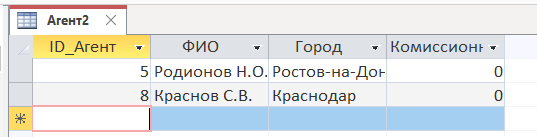 Агент2
ID_Агент ФИО Город Комиссионн
5 Родионов Н.О. Ростов-на-Дон 0
8 Краснов С.В. Краснодар 0